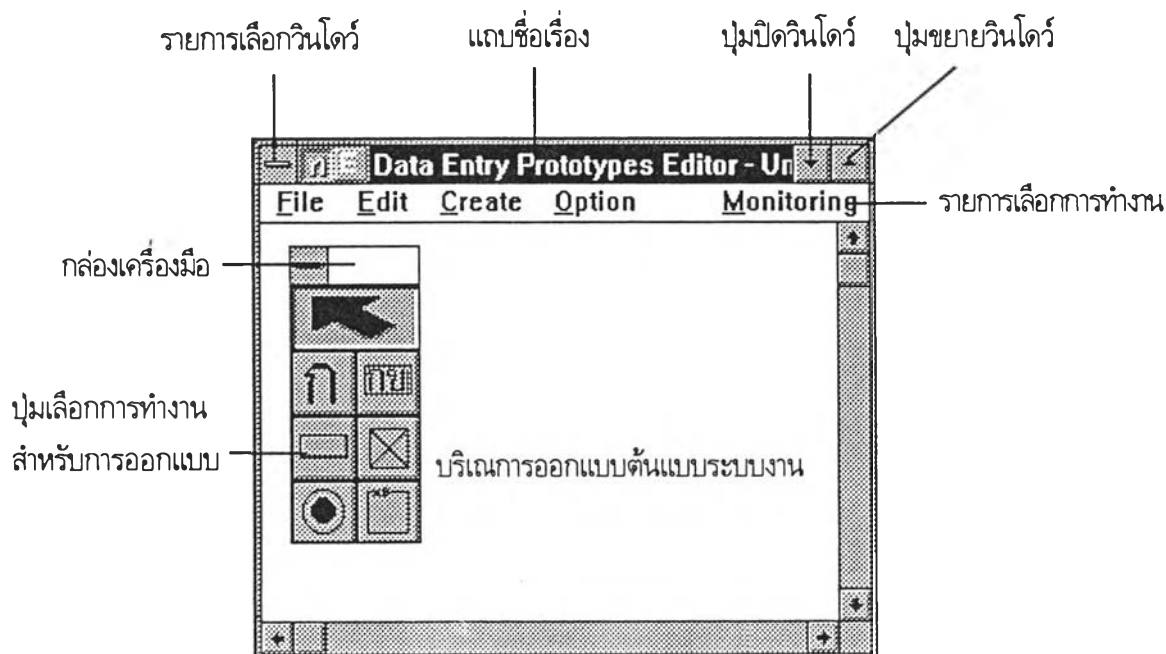 รายการเลือกวินโดว์
แถบชื่อเรื่อง
ปุ่มปิดวินโดว์
ปุ่มขยายวินโดว์
Data Entry Prototypes Editor - Un
File Edit Create Option Monitoring
รายการเลือกการทำงาน
กล่องเครื่องมือ
ก
กข
ปุ่มเลือกการทำงาน
สำหรับการออกแบบ
บริเณการออกแบบต้นแบบระบบงาน